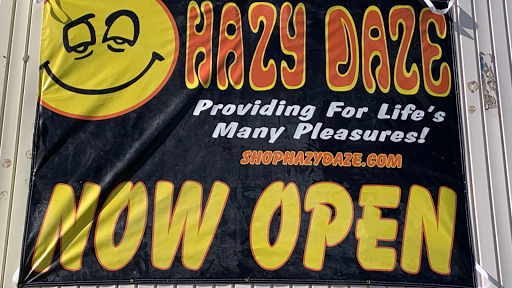 HAZY DAZE
Providing For Life's
Many Pleasures!
SHOPHAZYDAZE.COM
NOW OPEN